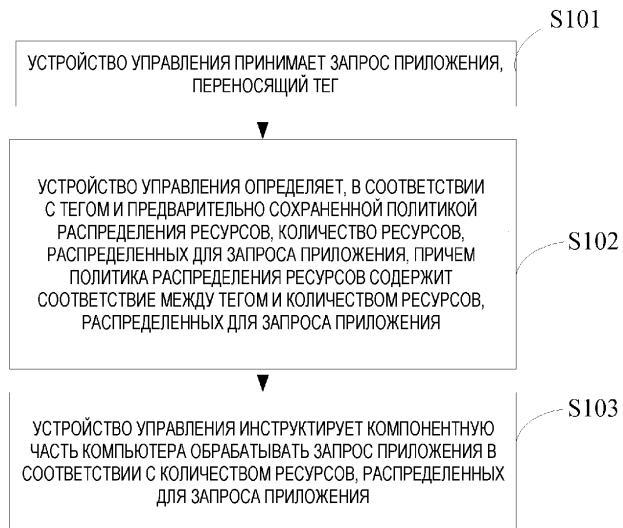 S101
УСТРОЙСТВО УПРАВЛЕНИЯ ПРИНИМАЕТ ЗАПРОС ПРИЛОЖЕНИЯ,
ПЕРЕНОСЯЩИЙ ТЕГ
УСТРОЙСТВО УПРАВЛЕНИЯ ОПРЕДЕЛЯЕТ, В СООТВЕТСТВИИ
С ТЕГОМ И ПРЕДВАРИТЕЛЬНО СОХРАНЕННОЙ ПОЛИТИКОЙ
РАСПРЕДЕЛЕНИЯ РЕСУРСОВ, КОЛИЧЕСТВО РЕСУРСОВ,
РАСПРЕДЕЛЕННЫХ ДЛЯ ЗАПРОСА ПРИЛОЖЕНИЯ, ПРИЧЕМ
ПОЛИТИКА РАСПРЕДЕЛЕНИЯ РЕСУРСОВ СОДЕРЖИТ
СООТВЕТСТВИЕ МЕЖДУ ТЕГОМ И КОЛИЧЕСТВОМ РЕСУРСОВ,
РАСПРЕДЕЛЕННЫХ ДЛЯ ЗАПРОСА ПРИЛОЖЕНИЯ
S102
S103
УСТРОЙСТВО УПРАВЛЕНИЯ ИНСТРУКТИРУЕТ КОМПОНЕНТНУЮ
ЧАСТЬ КОМПЬЮТЕРА ОБРАБАТЫВАТЬ ЗАПРОС ПРИЛОЖЕНИЯ В
СООТВЕТСТВИИ С КОЛИЧЕСТВОМ РЕСУРСОВ, РАСПРЕДЕЛЕННЫХ
ДЛЯ ЗАПРОСА ПРИЛОЖЕНИЯ